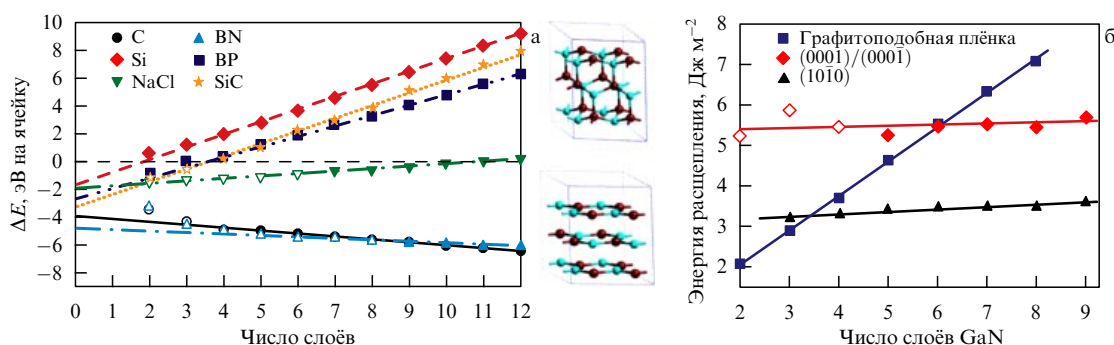 10
8
6
4
2
0
−2
−4
−6
−8
ΔE, эВ на ячейку
C
Si
NaCl
BN
BP
SiC
а
0 1 2 3 4 5 6 7 8 9 10 11 12
Число слоёв
8
7
6
5
4
3
2
Энергия расщепления, Дж м⁻²
Графитоподобная плёнка
(0001)/(0001̄)
(101̄0)
б
2 3 4 5 6 7 8 9
Число слоёв GaN